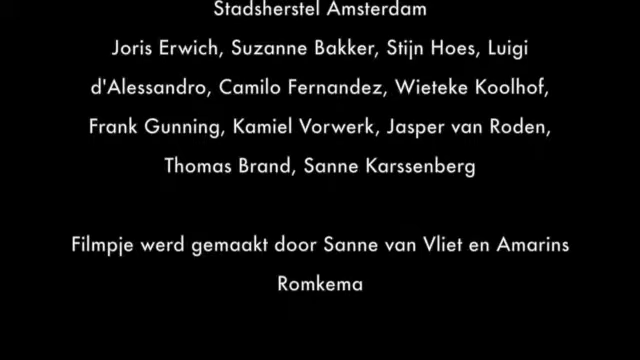 Stadsherstel Amsterdam
Joris Erwich, Suzanne Bakker, Stijn Hoes, Luigi
d'Alessandro, Camilo Fernandez, Wieteke Koolhof,
Frank Gunning, Kamiel Vorwerk, Jasper van Roden,
Thomas Brand, Sanne Karssenberg
Filmpje werd gemaakt door Sanne van Vliet en Amarins
Romkema